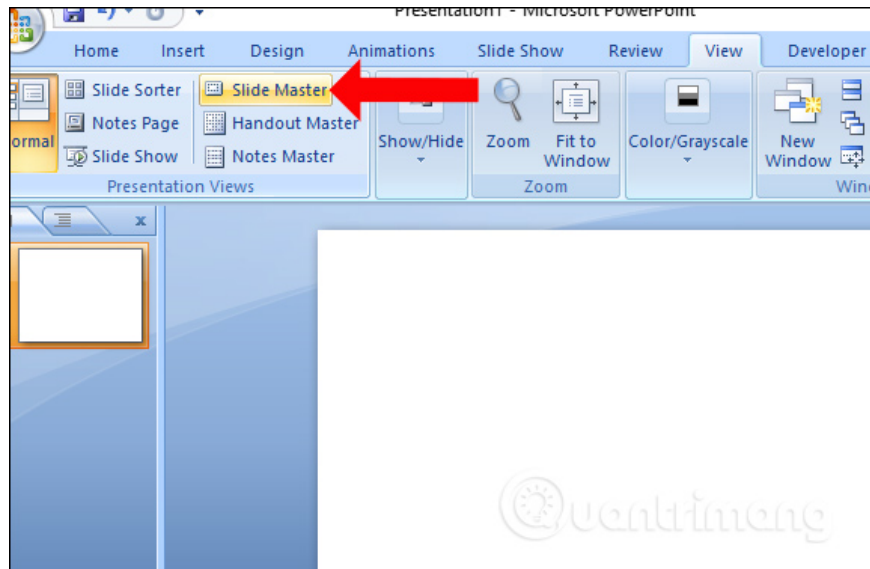 Presentation1 - Microsoft PowerPoint
Home Insert Design Animations Slide Show Review View Developer
Slide Sorter Slide Master
Notes Page Handout Master Show/Hide Zoom Fit to Window Color/Grayscale New Window
Slide Show Notes Master
Presentation Views Zoom
x
Quantrimang